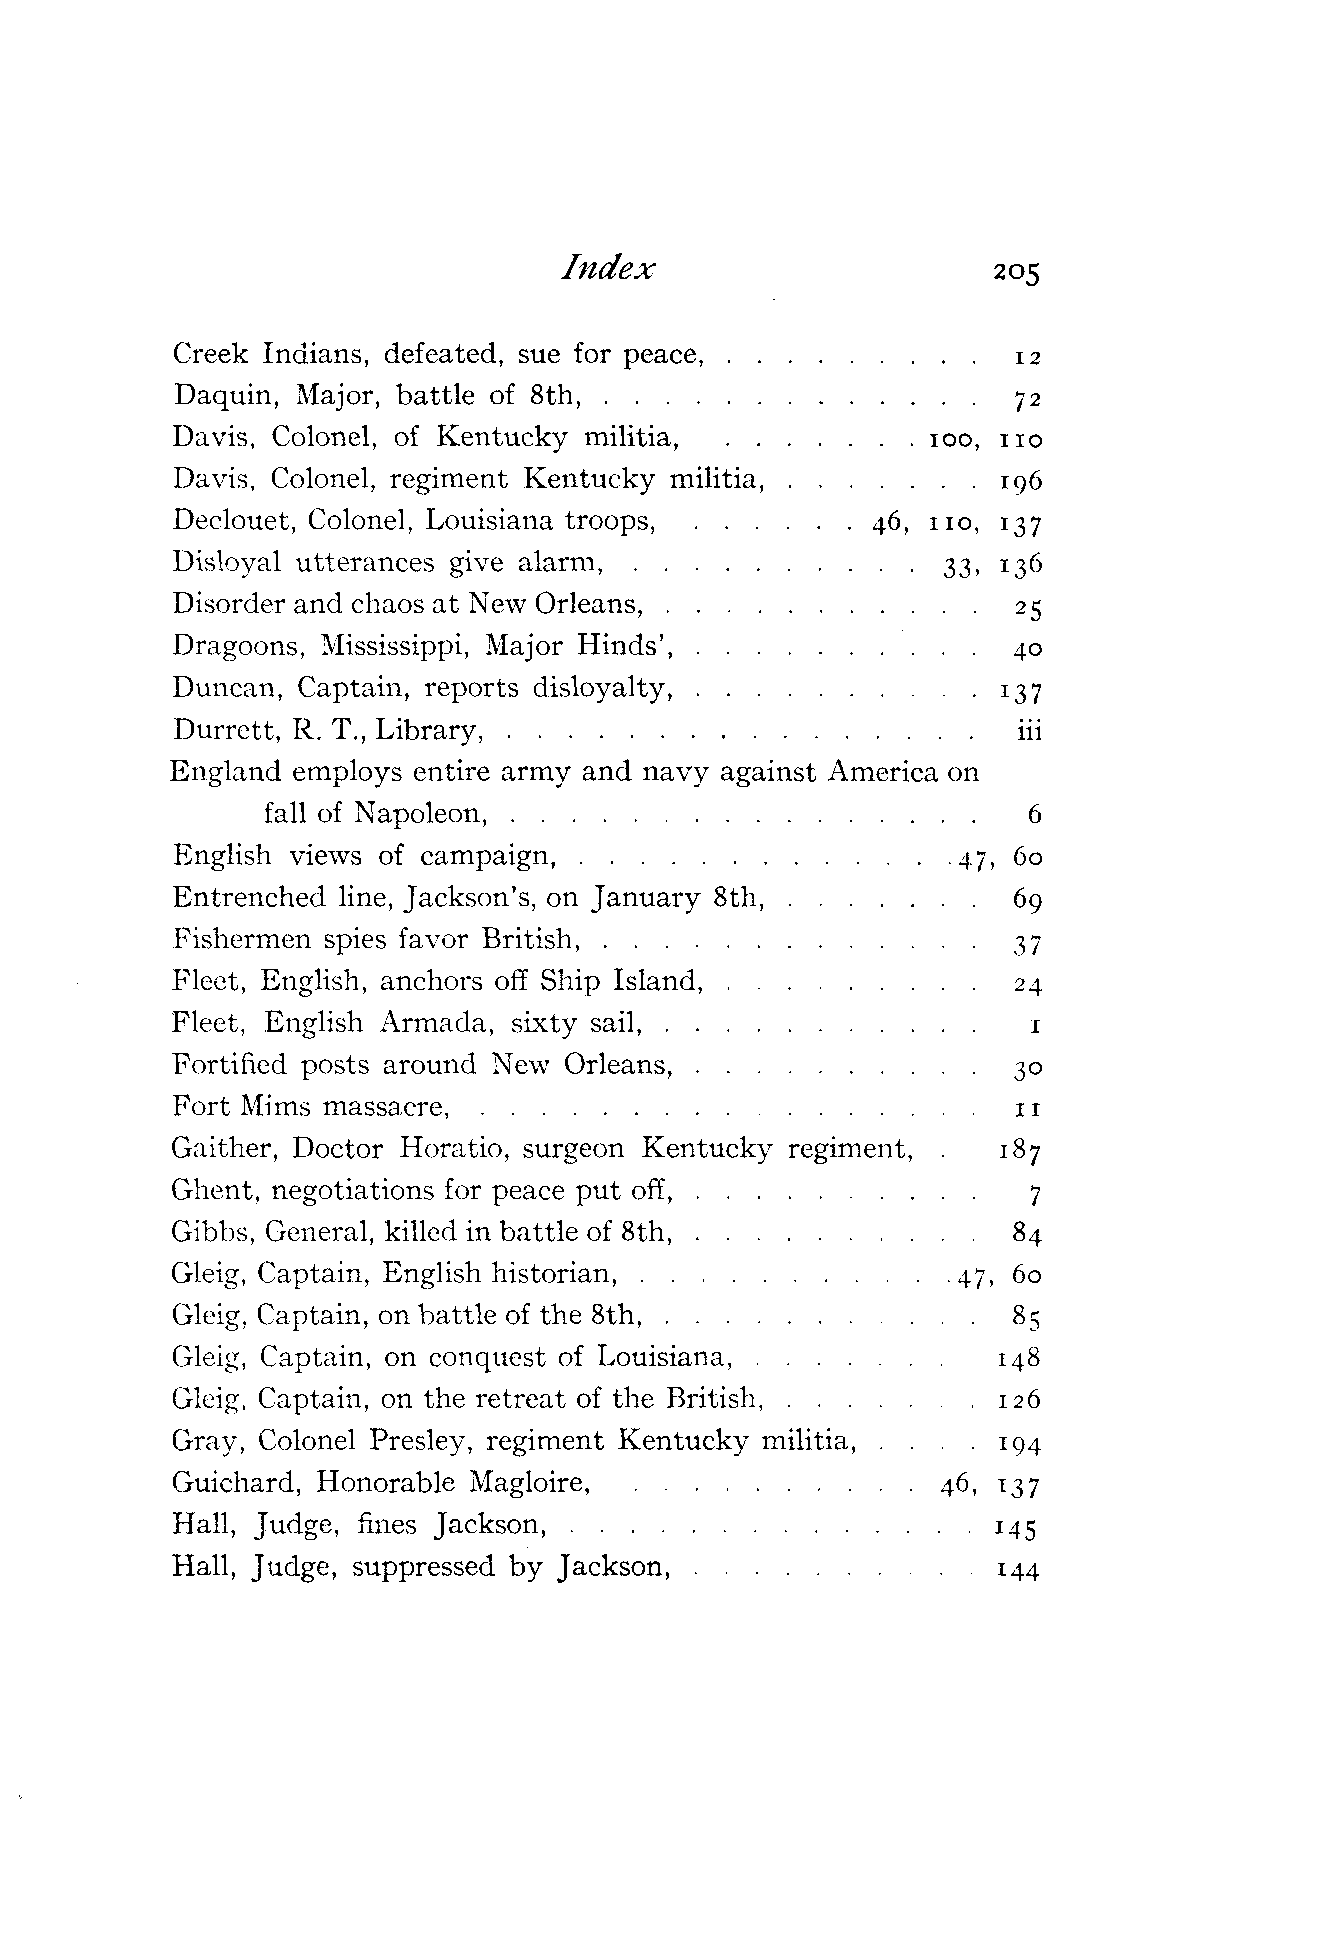 Index 205
Creek Indians, defeated, sue for peace, . . . . . . . . . 12
Daquin, Major, battle of 8th, . . . . . . . . . . . . . 72
Davis, Colonel, of Kentucky militia, . . . . . . . 100, 110
Davis, Colonel, regiment Kentucky militia, . . . . . . . 196
Declouet, Colonel, Louisiana troops, . . . . . . 46, 110, 137
Disloyal utterances give alarm, . . . . . . . . . . 33, 136
Disorder and chaos at New Orleans, . . . . . . . . . . . 25
Dragoons, Mississippi, Major Hinds', . . . . . . . . . . 40
Duncan, Captain, reports disloyalty, . . . . . . . . . . 137
Durrett, R. T., Library, . . . . . . . . . . . . . . . . iii
England employs entire army and navy against America on
fall of Napoleon, . . . . . . . . . . . . . . . . 6
English views of campaign, . . . . . . . . . . . . . 47, 60
Entrenched line, Jackson's, on January 8th, . . . . . . . 69
Fishermen spies favor British, . . . . . . . . . . . . . 37
Fleet, English, anchors off Ship Island, . . . . . . . . . 24
Fleet, English Armada, sixty sail, . . . . . . . . . . . 1
Fortified posts around New Orleans, . . . . . . . . . . 30
Fort Mims massacre, . . . . . . . . . . . . . . . . . 11
Gaither, Doctor Horatio, surgeon Kentucky regiment, . 187
Ghent, negotiations for peace put off, . . . . . . . . . . 7
Gibbs, General, killed in battle of 8th, . . . . . . . . . . 84
Gleig, Captain, English historian, . . . . . . . . . . . 47, 60
Gleig, Captain, on battle of the 8th, . . . . . . . . . . . 85
Gleig, Captain, on conquest of Louisiana, . . . . . . . 148
Gleig, Captain, on the retreat of the British, . . . . . . . 126
Gray, Colonel Presley, regiment Kentucky militia, . . . . 194
Guichard, Honorable Magloire, . . . . . . . . . . 46, 137
Hall, Judge, fines Jackson, . . . . . . . . . . . . . . 145
Hall, Judge, suppressed by Jackson, . . . . . . . . . . 144